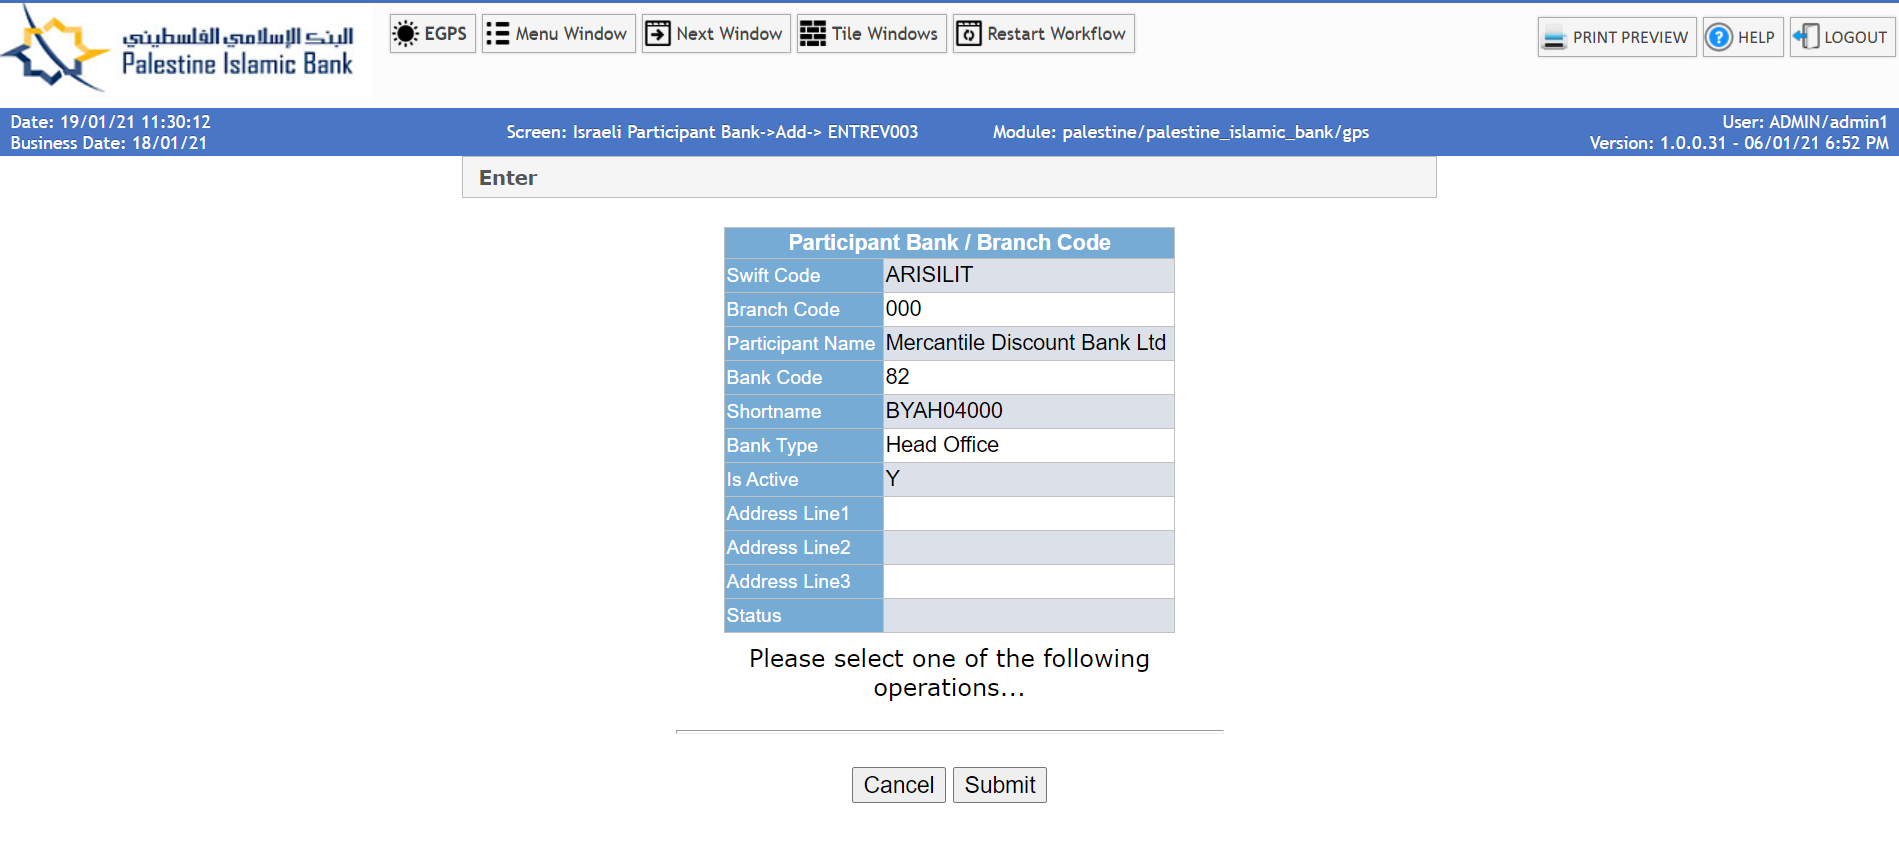 البنك الإسلامي الفلسطيني
Palestine Islamic Bank
EGPS
Menu Window
Next Window
Tile Windows
Restart Workflow
PRINT PREVIEW
HELP
LOGOUT
Date: 19/01/21 11:30:12
Business Date: 18/01/21
Screen: Israeli Participant Bank->Add-> ENTREV003
Module: palestine/palestine_islamic_bank/gps
User: ADMIN/admin1
Version: 1.0.0.31 - 06/01/21 6:52 PM
Enter
Participant Bank / Branch Code
Swift Code ARISILIT
Branch Code 000
Participant Name Mercantile Discount Bank Ltd
Bank Code 82
Shortname BYAH04000
Bank Type Head Office
Is Active Y
Address Line1
Address Line2
Address Line3
Status
Please select one of the following
operations...
Cancel Submit